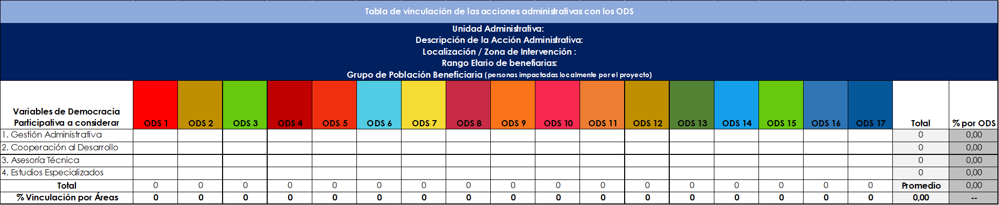 Tabla de vinculación de las acciones administrativas con los ODS
Unidad Administrativa:
Descripción de la Acción Administrativa:
Localización / Zona de Intervención :
Rango Etario de benefiarias:
Grupo de Población Beneficiaria ( personas impactadas localmente por el proyecto)
Variables de Democracia
Participativa a considerar ODS 1 ODS 2 ODS 3 ODS 4 ODS 5 ODS 6 ODS 7 ODS 8 ODS 9 ODS 10 ODS 11 ODS 12 ODS 13 ODS 14 ODS 15 ODS 16 ODS 17 Total % por ODS
1. Gestión Administrativa 0 0,00
2. Cooperación al Desarrollo 0 0,00
3. Asesoría Técnica 0 0,00
4. Estudios Especializados 0 0,00
Total 0 0 0 0 0 0 0 0 0 0 0 0 0 0 0 0 0 Promedio 0,00
% Vinculación por Áreas 0 0 0 0 0 0 0 0 0 0 0 0 0 0 0 0 0 0,00 --